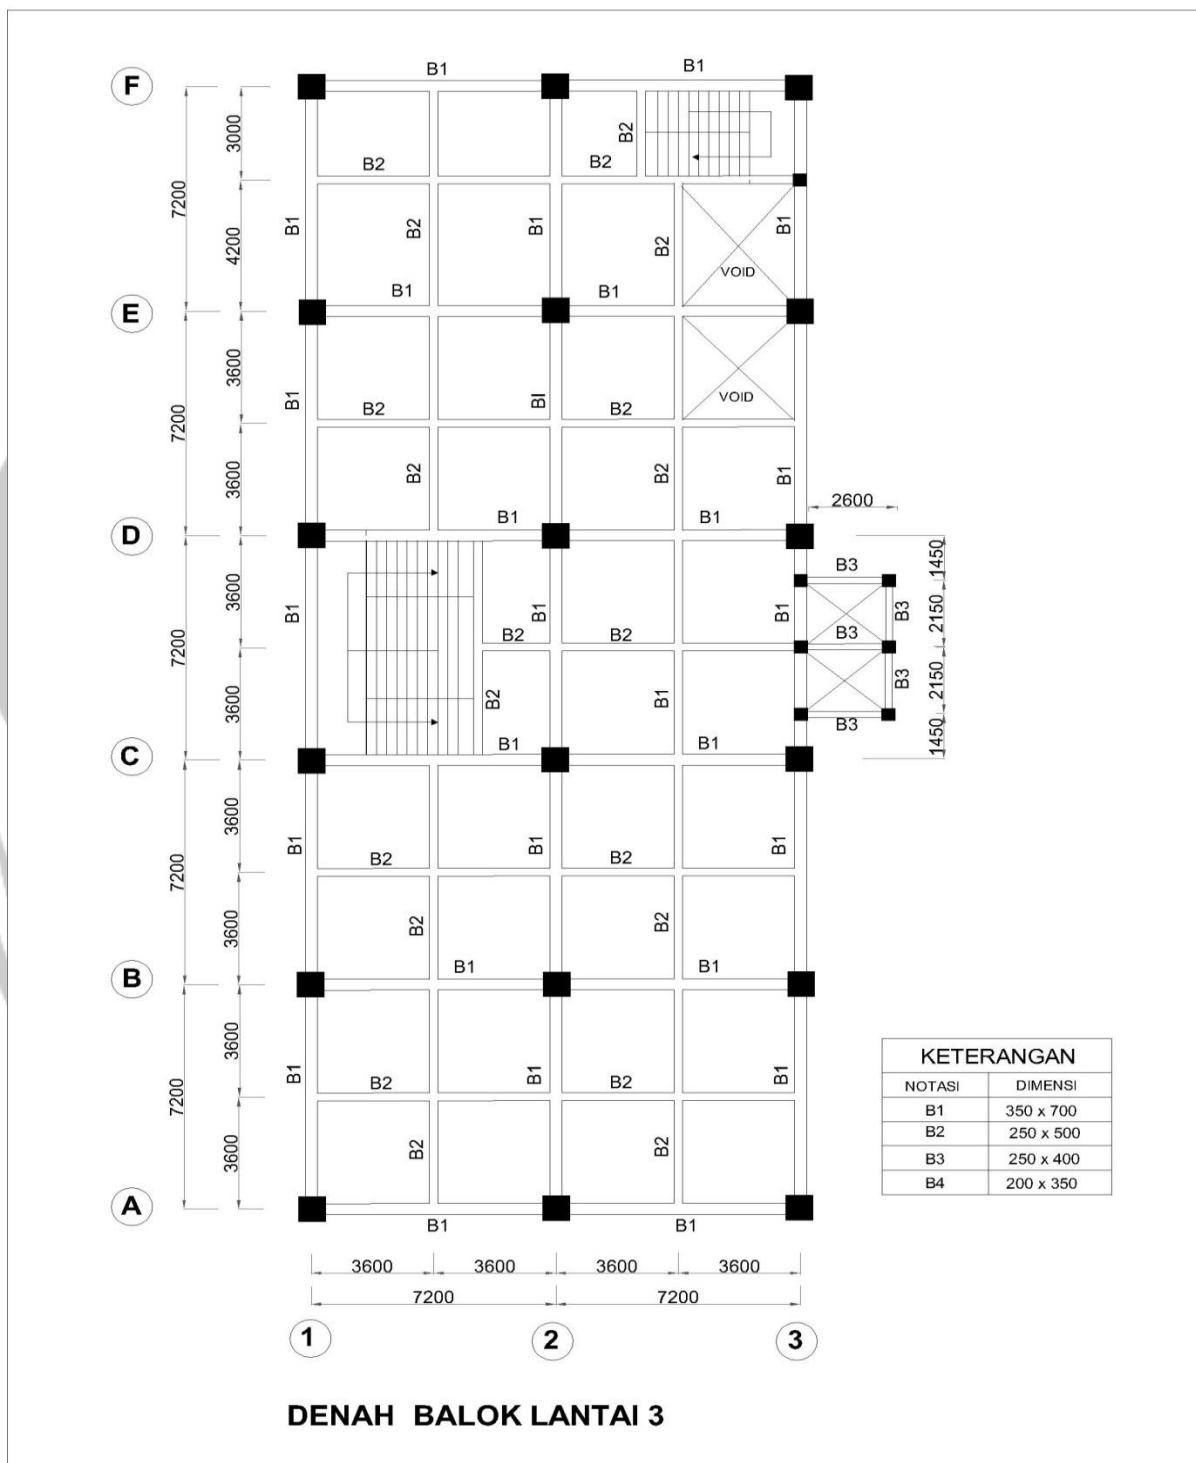 B1 B1
F
3000
B2
B2 B2
7200
B1 B2 B1 B2 B1
4200
VOID
B1 B1
E
3600
B1 BI VOID
B2 B2
7200
3600
B2 B2 B1
2600
B1 B1
D
1450
B3
3600
B1 B1 B1 B3 2150
B2 B2 B3
7200
3600
B2 B1 B3 2150
B1 B1 B3
1450
C
3600
B1 B1 B1
B2 B2
7200
3600
B2 B2
B1 B1
B
3600
B1 B1 B1
B2 B2
7200
3600
B2 B2
A
B1 B1
KETERANGAN
NOTASI DIMENSI
B1 350 x 700
B2 250 x 500
B3 250 x 400
B4 200 x 350
3600 3600 3600 3600
7200 7200
1 2 3
DENAH BALOK LANTAI 3